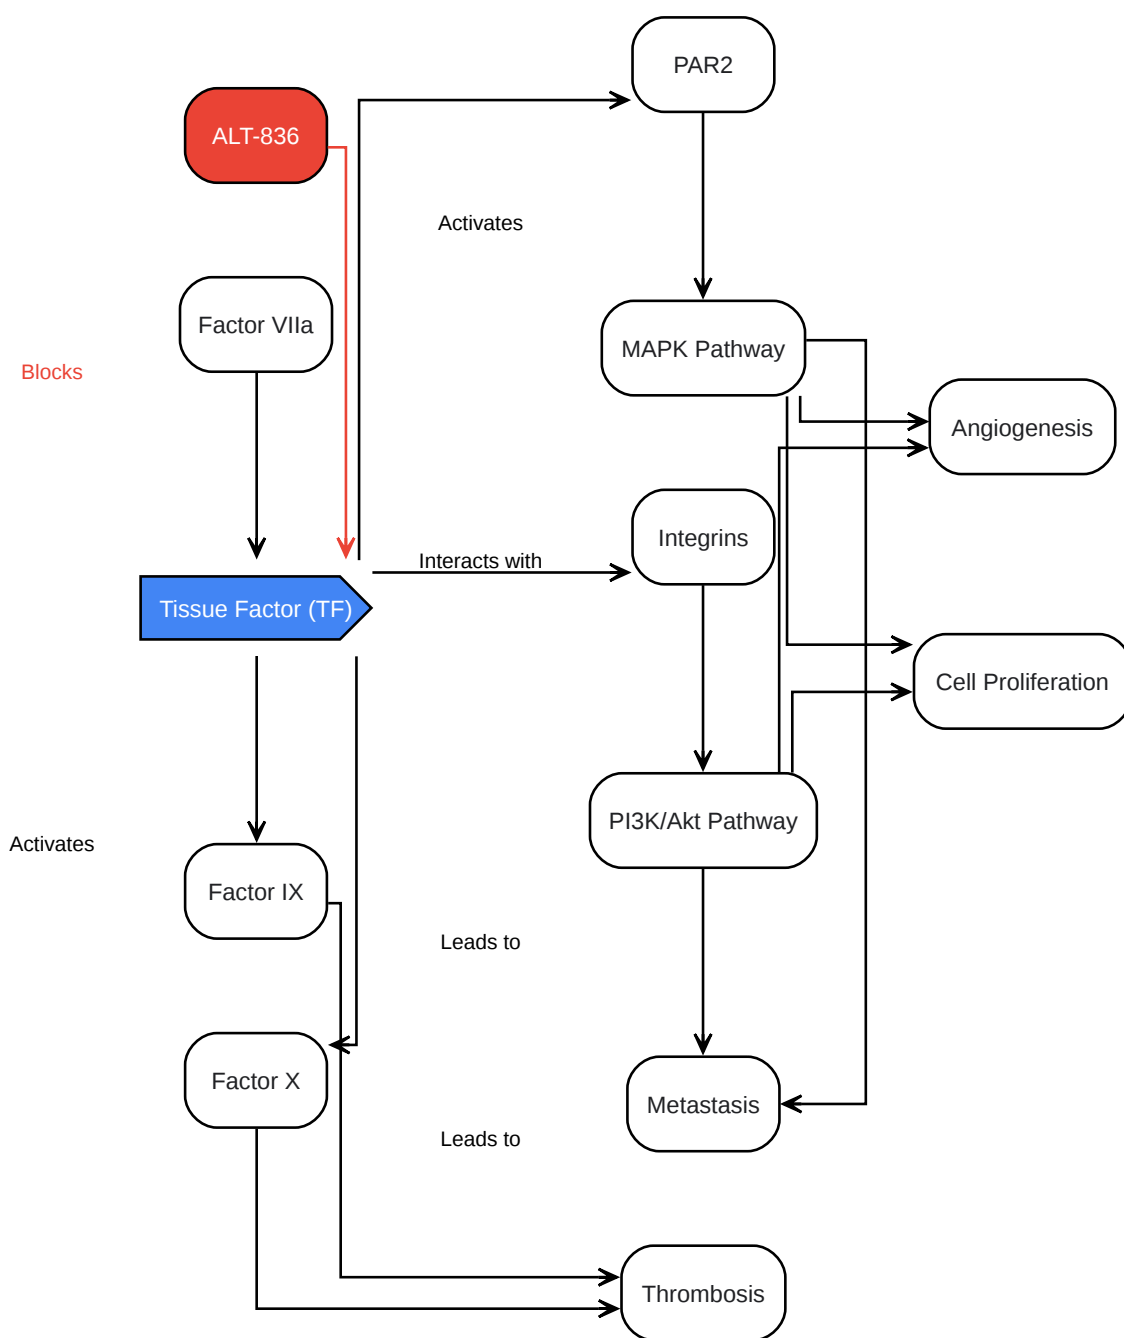 PAR2
ALT-836
Activates
Factor VIIa
MAPK Pathway
Blocks
Angiogenesis
Integrins
Interacts with
Tissue Factor (TF)
Cell Proliferation
PI3K/Akt Pathway
Activates
Factor IX
Leads to
Factor X
Metastasis
Leads to
Thrombosis